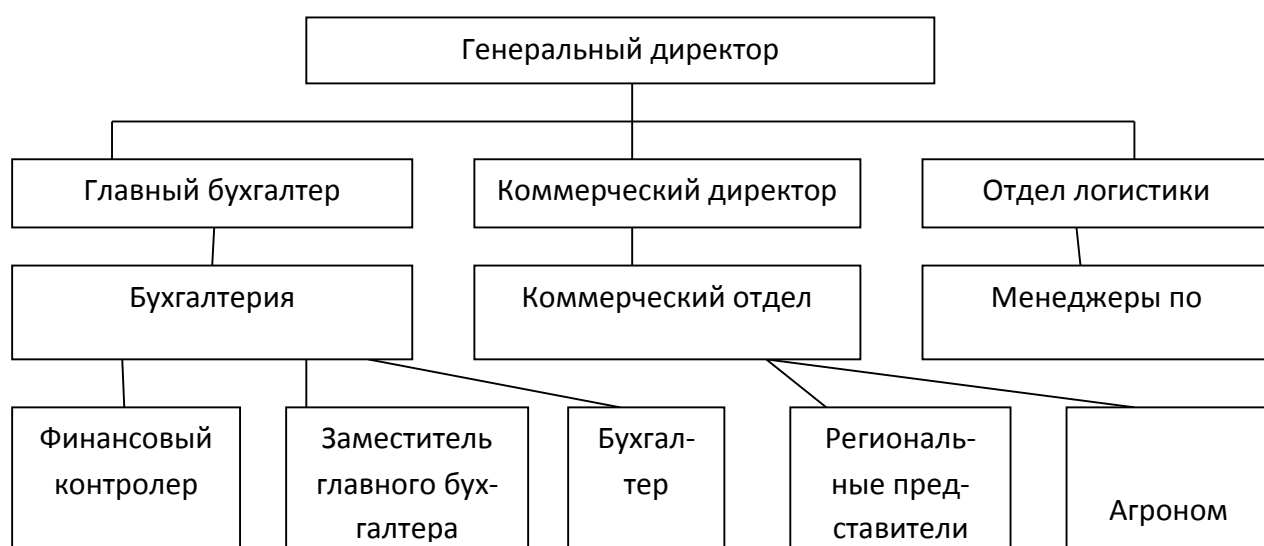 Генеральный директор
Главный бухгалтер
Коммерческий директор
Отдел логистики
Бухгалтерия
Коммерческий отдел
Менеджеры по
Финансовый
контролер
Заместитель
главного бух-
галтера
Бухгал-
тер
Региональ-
ные пред-
ставители
Агроном